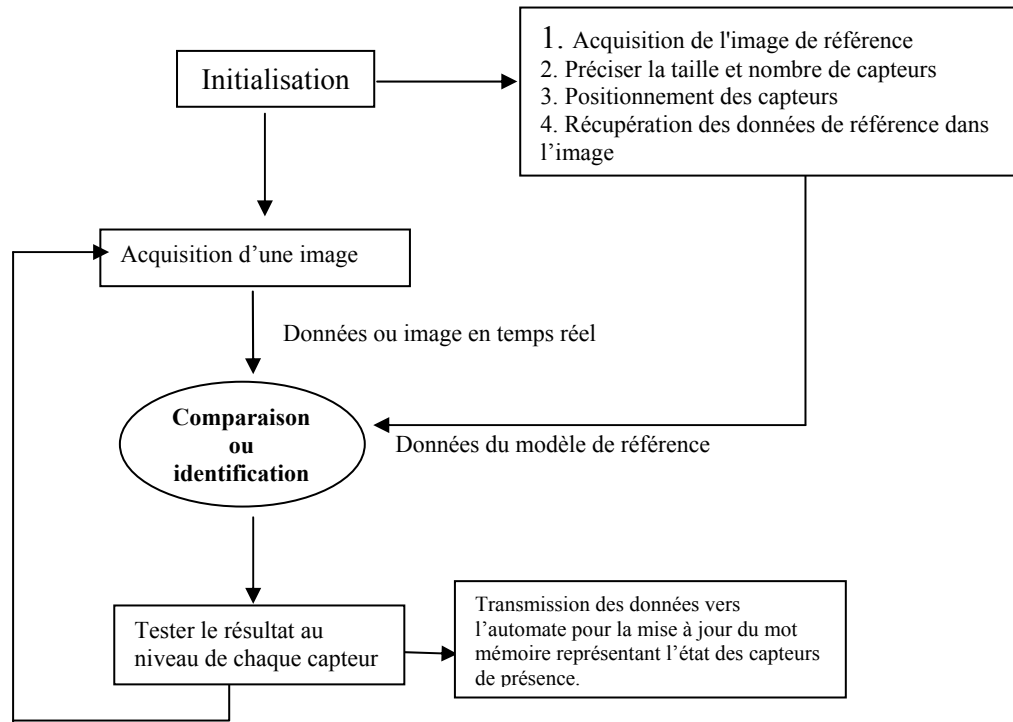 Initialisation
1. Acquisition de l'image de référence
2. Préciser la taille et nombre de capteurs
3. Positionnement des capteurs
4. Récupération des données de référence dans
l’image
Acquisition d’une image
Données ou image en temps réel
Comparaison
ou
identification
Données du modèle de référence
Tester le résultat au
niveau de chaque capteur
Transmission des données vers
l’automate pour la mise à jour du mot
mémoire représentant l’état des capteurs
de présence.